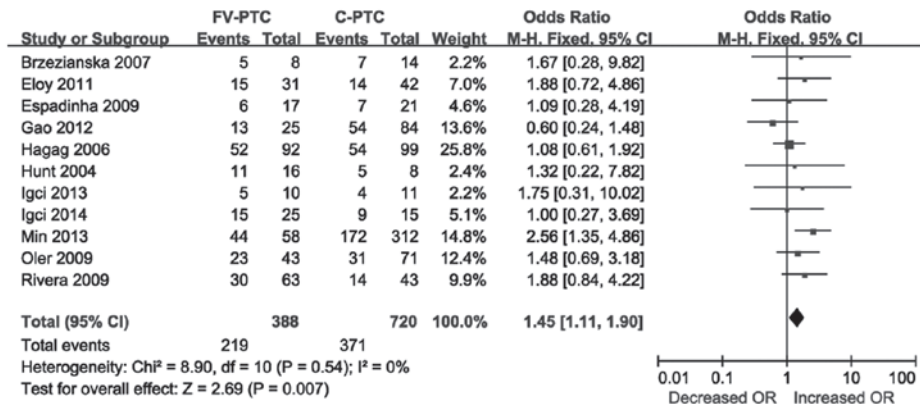 FV-PTC C-PTC Odds Ratio Odds Ratio
Study or Subgroup Events Total Events Total Weight M-H. Fixed. 95% CI M-H. Fixed. 95% CI
Brzezianska 2007 5 8 7 14 2.2% 1.67 [0.28, 9.82]
Eloy 2011 15 31 14 42 7.0% 1.88 [0.72, 4.86]
Espadinha 2009 6 17 7 21 4.6% 1.09 [0.28, 4.19]
Gao 2012 13 25 54 84 13.6% 0.60 [0.24, 1.48]
Hagag 2006 52 92 54 99 25.8% 1.08 [0.61, 1.92]
Hunt 2004 11 16 5 8 2.4% 1.32 [0.22, 7.82]
Igci 2013 5 10 4 11 2.2% 1.75 [0.31, 10.02]
Igci 2014 15 25 9 15 5.1% 1.00 [0.27, 3.69]
Min 2013 44 58 172 312 14.8% 2.56 [1.35, 4.86]
Oler 2009 23 43 31 71 12.4% 1.48 [0.69, 3.18]
Rivera 2009 30 63 14 43 9.9% 1.88 [0.84, 4.22]
Total (95% CI) 388 720 100.0% 1.45 [1.11, 1.90]
Total events 219 371
Heterogeneity: Chi² = 8.90, df = 10 (P = 0.54); I² = 0%
Test for overall effect: Z = 2.69 (P = 0.007)
0.01 0.1 1 10 100
Decreased OR Increased OR